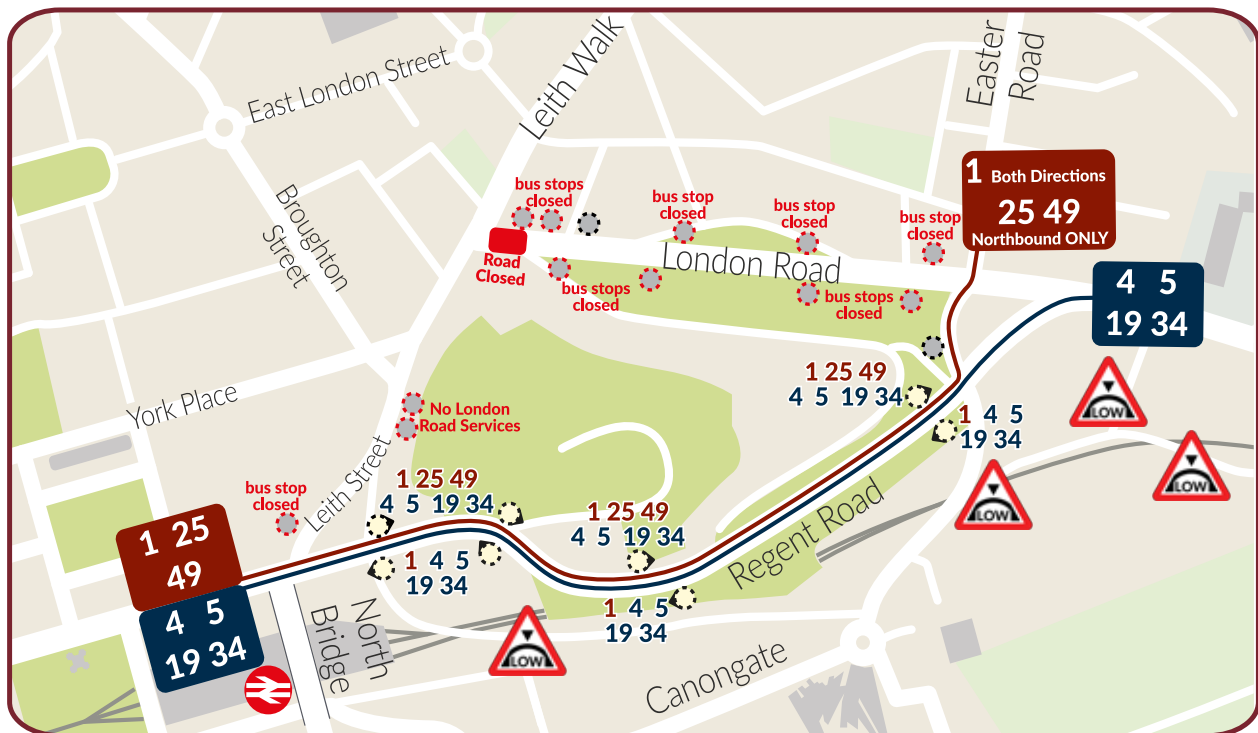 East London Street
Leith Walk
Easter
Road
Broughton
Street
bus stops
closed
bus stop
closed
bus stop
closed
bus stop
closed
1 Both Directions
25 49
Northbound ONLY
Road
Closed
London Road
bus stops
closed
bus stops
closed
4 5
19 34
York Place
No London
Road Services
1 25 49
4 5 19 34
1 4 5
19 34
LOW
LOW
LOW
bus stop
closed
Leith Street
1 25 49
4 5 19 34
1 25 49
4 5 19 34
Regent Road
1 25
49
4 5
19 34
1 4 5
19 34
1 4 5
19 34
North
Bridge
LOW
Canongate